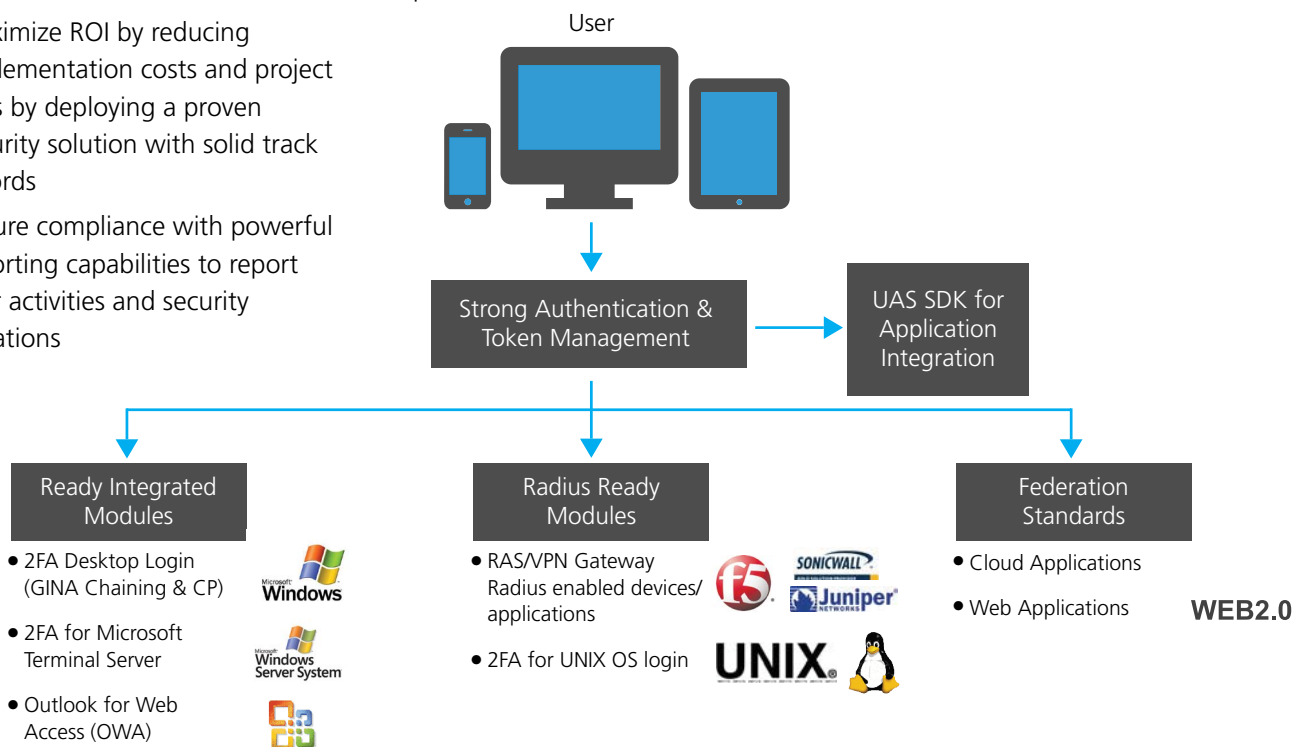 ximize ROI by reducing
lementation costs and project
s by deploying a proven
urity solution with solid track
ords
ure compliance with powerful
orting capabilities to report
r activities and security
ations
User
Strong Authentication &
Token Management
UAS SDK for
Application
Integration
Ready Integrated
Modules
• 2FA Desktop Login
(GINA Chaining & CP)
Microsoft
Windows
• 2FA for Microsoft
Terminal Server
Microsoft
Windows
Server System
• Outlook for Web
Access (OWA)
Radius Ready
Modules
• RAS/VPN Gateway
Radius enabled devices/
applications
f5
SONICWALL
Juniper
NETWORKS
• 2FA for UNIX OS login
UNIX®
Federation
Standards
• Cloud Applications
• Web Applications
WEB2.0